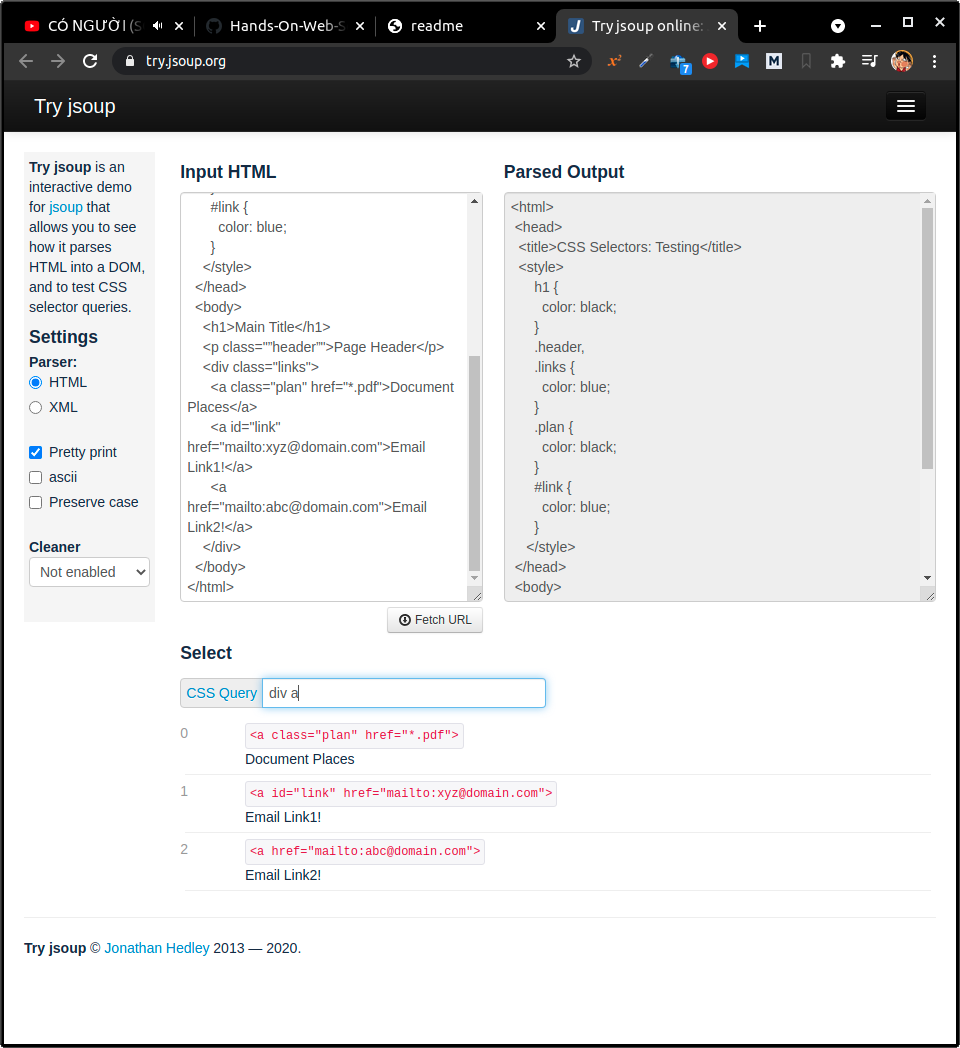 CÓ NGƯỜI (S
Hands-On-Web-S
readme
Try jsoup online:
try.jsoup.org
x²
7
M
Try jsoup
Try jsoup is an
interactive demo
for jsoup that
allows you to see
how it parses
HTML into a DOM,
and to test CSS
selector queries.
Settings
Parser:
HTML
XML
Pretty print
ascii
Preserve case
Cleaner
Not enabled
Input HTML
#link {
color: blue;
}
</style>
</head>
<body>
<h1>Main Title</h1>
<p class=""header"">Page Header</p>
<div class="links">
<a class="plan" href="*.pdf">Document
Places</a>
<a id="link"
href="mailto:xyz@domain.com">Email
Link1!</a>
<a
href="mailto:abc@domain.com">Email
Link2!</a>
</div>
</body>
</html>
Fetch URL
Parsed Output
<html>
<head>
<title>CSS Selectors: Testing</title>
<style>
h1 {
color: black;
}
.header,
.links {
color: blue;
}
.plan {
color: black;
}
#link {
color: blue;
}
</style>
</head>
<body>
Select
CSS Query div a
0 <a class="plan" href="*.pdf">
Document Places
1 <a id="link" href="mailto:xyz@domain.com">
Email Link1!
2 <a href="mailto:abc@domain.com">
Email Link2!
Try jsoup © Jonathan Hedley 2013 — 2020.